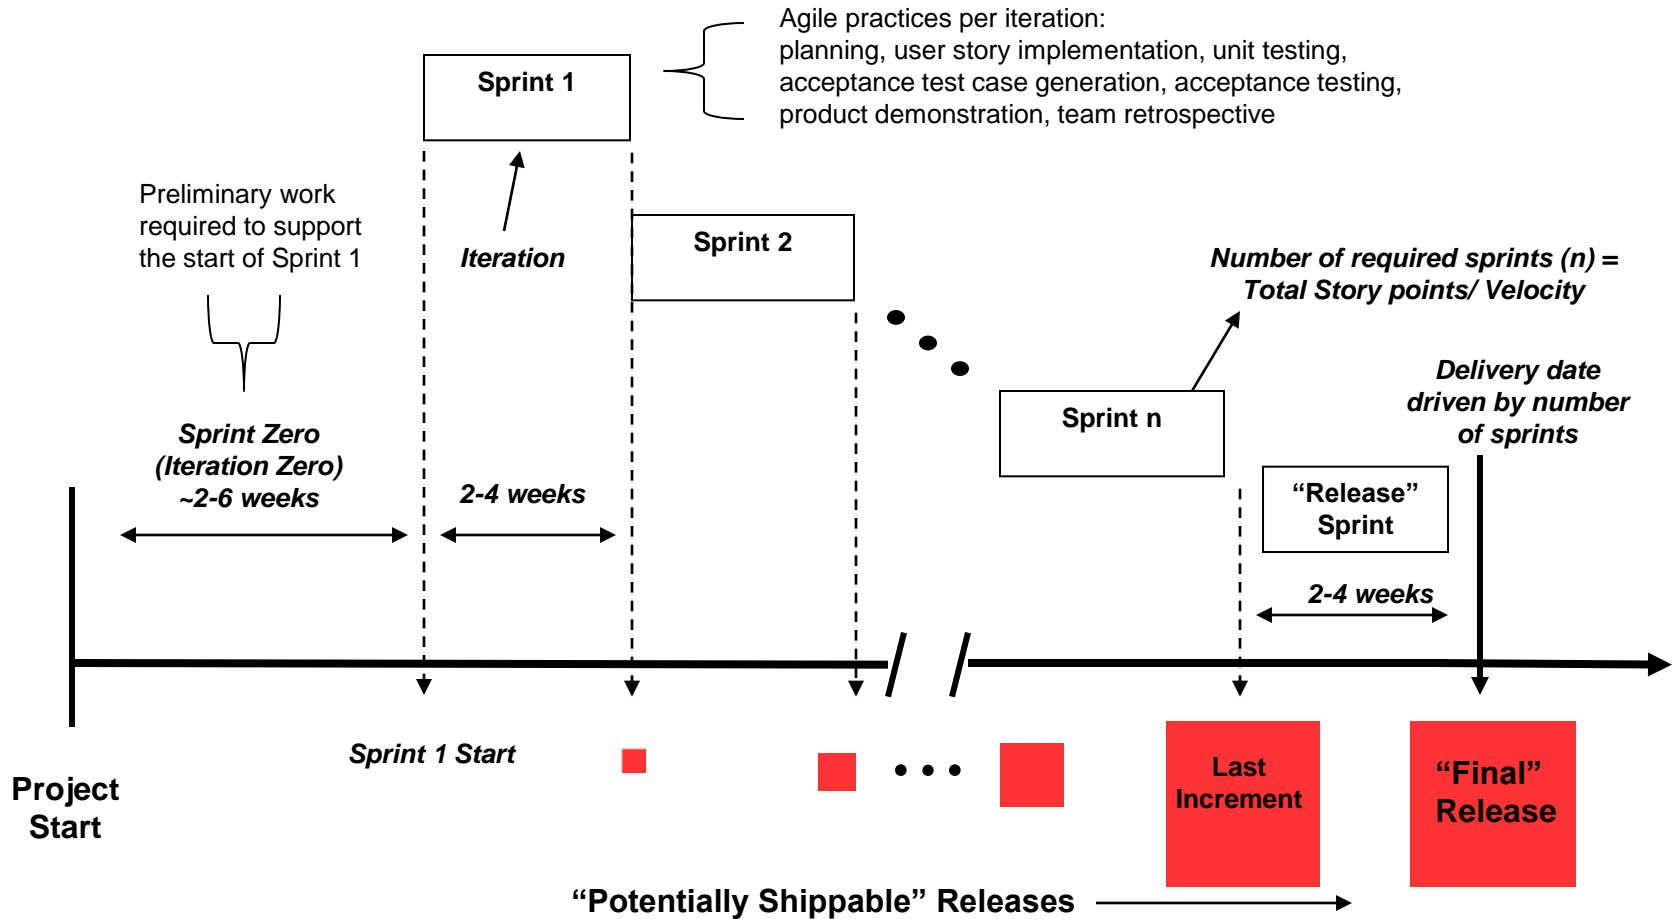 Agile practices per iteration:
planning, user story implementation, unit testing,
acceptance test case generation, acceptance testing,
product demonstration, team retrospective
Sprint 1
Preliminary work
required to support
the start of Sprint 1
Iteration
Sprint 2
Number of required sprints (n) =
Total Story points/ Velocity
Delivery date
driven by number
of sprints
Sprint n
Sprint Zero
(Iteration Zero)
~2-6 weeks
2-4 weeks
“Release”
Sprint
2-4 weeks
Sprint 1 Start
Project
Start
Last
Increment
“Final”
Release
“Potentially Shippable” Releases